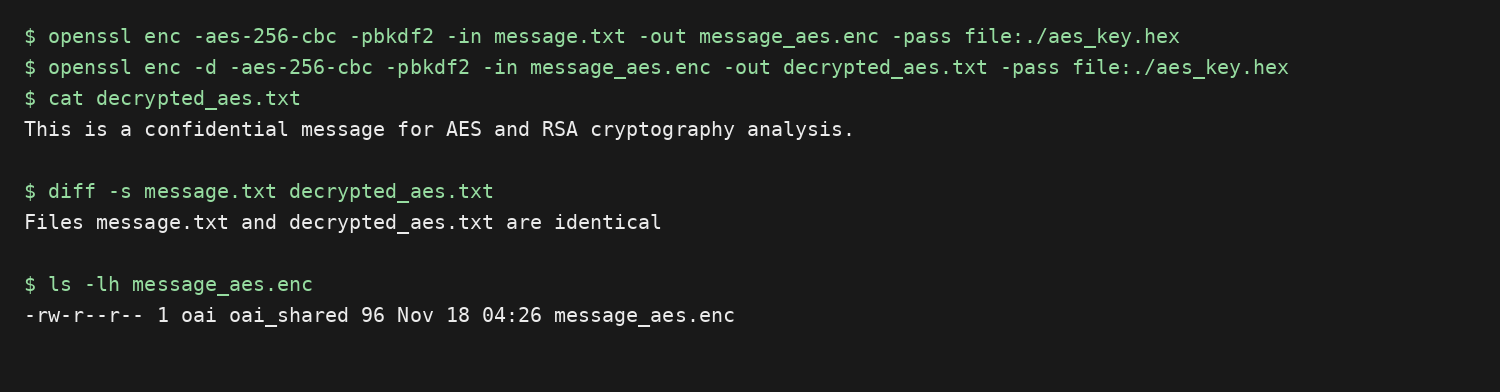 $ openssl enc -aes-256-cbc -pbkdf2 -in message.txt -out message_aes.enc -pass file:./aes_key.hex
$ openssl enc -d -aes-256-cbc -pbkdf2 -in message_aes.enc -out decrypted_aes.txt -pass file:./aes_key.hex
$ cat decrypted_aes.txt
This is a confidential message for AES and RSA cryptography analysis.
$ diff -s message.txt decrypted_aes.txt
Files message.txt and decrypted_aes.txt are identical
$ ls -lh message_aes.enc
-rw-r--r-- 1 oai oai_shared 96 Nov 18 04:26 message_aes.enc